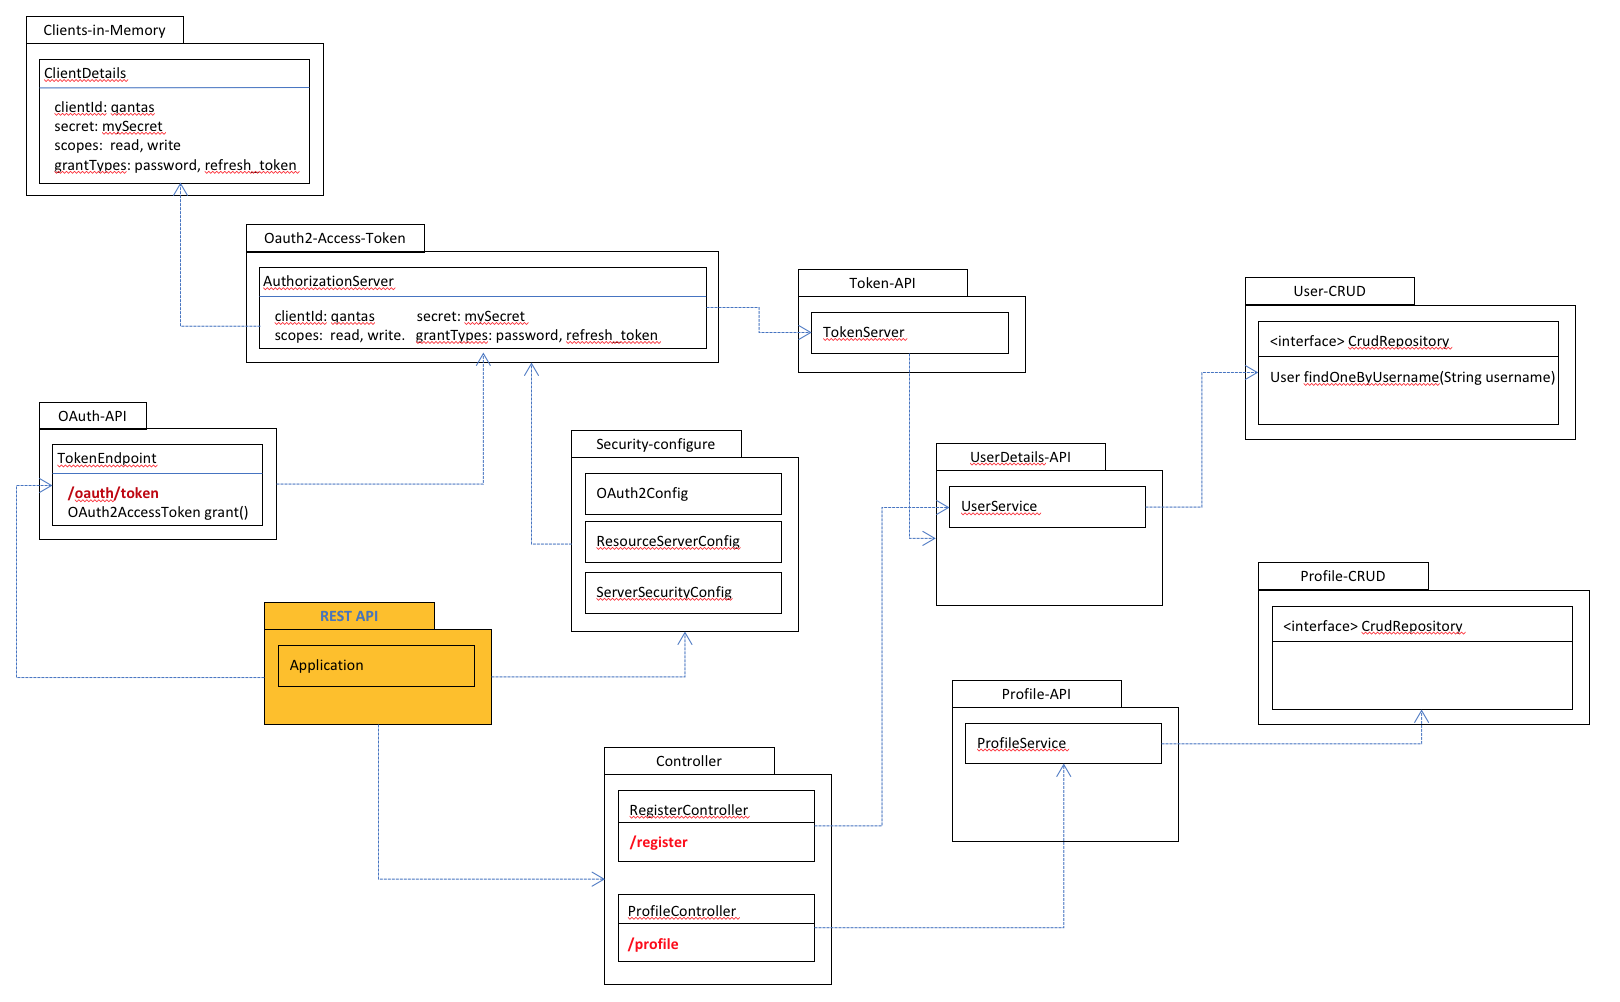 Clients-in-Memory
ClientDetails
clientId: qantas
secret: mySecret
scopes:  read, write
grantTypes: password, refresh_token
Oauth2-Access-Token
AuthorizationServer
clientId: qantas secret: mySecret
scopes:  read, write. grantTypes: password, refresh_token
Token-API
TokenServer
User-CRUD
<interface> CrudRepository
User findOneByUsername(String username)
OAuth-API
TokenEndpoint
/oauth/token
OAuth2AccessToken grant()
Security-configure
OAuth2Config
ResourceServerConfig
ServerSecurityConfig
UserDetails-API
UserService
Profile-CRUD
<interface> CrudRepository
REST API
Application
Profile-API
ProfileService
Controller
RegisterController
/register
ProfileController
/profile